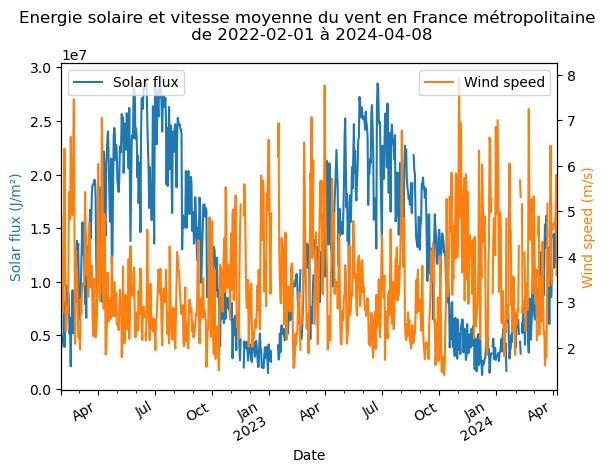 Energie solaire et vitesse moyenne du vent en France métropolitaine
de 2022-02-01 à 2024-04-08
1e7
Solar flux
Wind speed
3.0
2.5
2.0
1.5
1.0
0.5
0.0
Solar flux (J/m²)
8
7
6
5
4
3
2
Wind speed (m/s)
Apr
Jul
Oct
Jan
2023
Apr
Jul
Oct
Jan
2024
Apr
Date